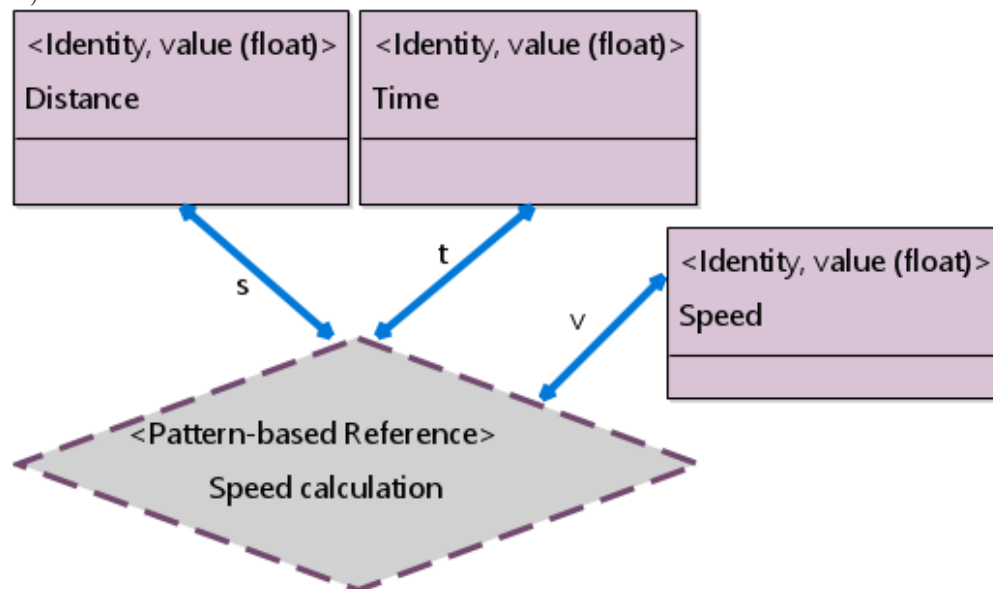 <Identity, value (float)>
Distance
<Identity, value (float)>
Time
s
t
v
<Identity, value (float)>
Speed
<Pattern-based Reference>
Speed calculation